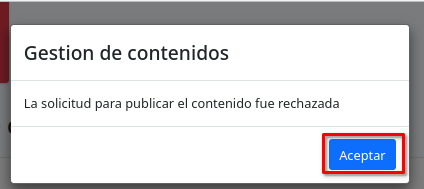 Gestion de contenidos
La solicitud para publicar el contenido fue rechazada
Aceptar